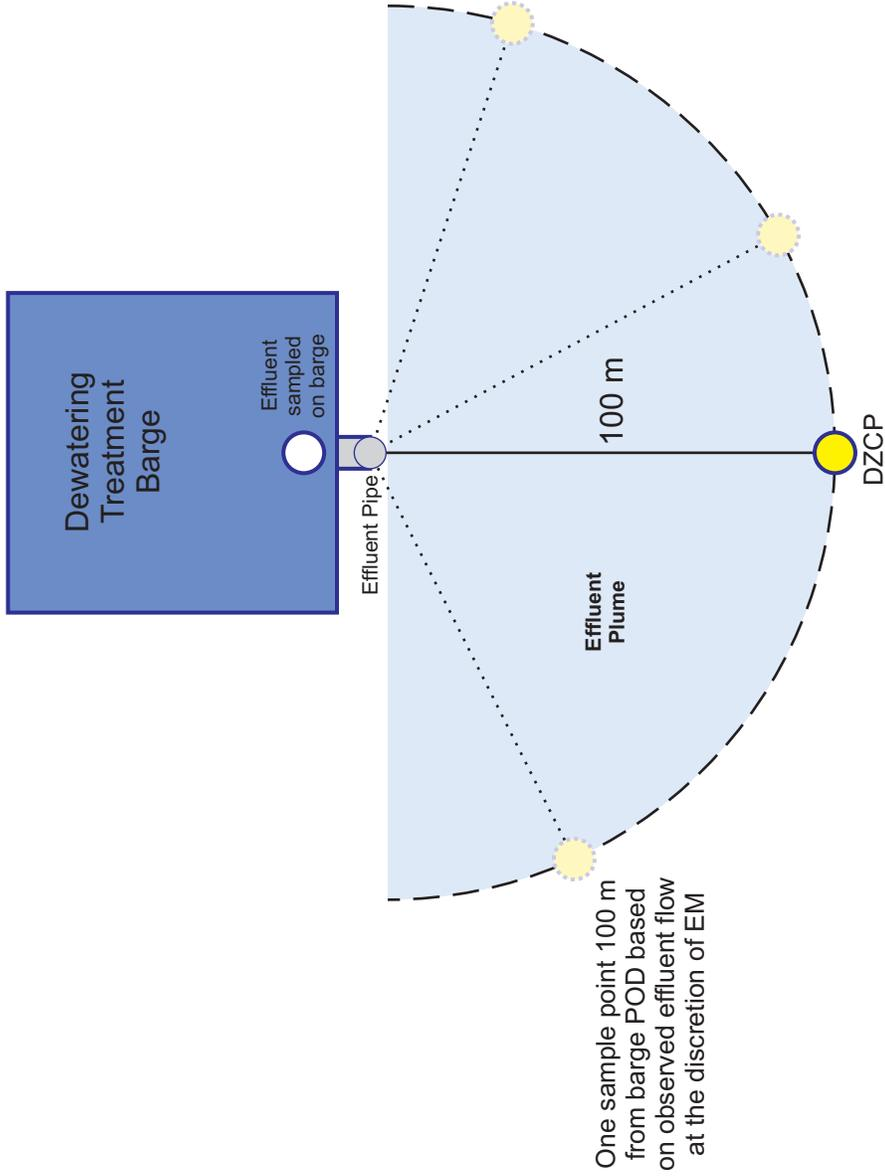 Dewatering
Treatment
Barge
Effluent
sampled
on barge
Effluent Pipe
100 m
Effluent
Plume
DZCP
One sample point 100 m
from barge POD based
on observed effluent flow
at the discretion of EM